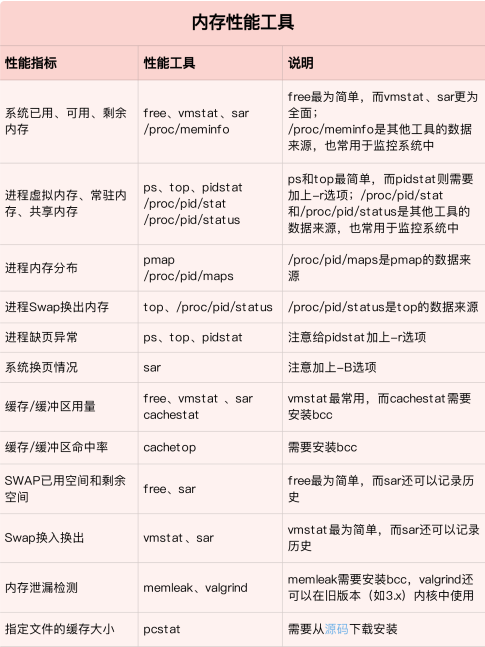 内存性能工具
性能指标
性能工具
说明
系统已用、可用、剩余
内存
free、vmstat、sar
/proc/meminfo
free最为简单，而vmstat、sar更为
全面；
/proc/meminfo是其他工具的数据
来源，也常用于监控系统中
进程虚拟内存、常驻内
存、共享内存
ps、top、pidstat
/proc/pid/stat
/proc/pid/status
ps和top最简单，而pidstat则需要
加上-r选项；/proc/pid/stat
和/proc/pid/status是其他工具的
数据来源，也常用于监控系统中
进程内存分布
pmap
/proc/pid/maps
/proc/pid/maps是pmap的数据来
源
进程Swap换出内存
top、/proc/pid/status
/proc/pid/status是top的数据来源
进程缺页异常
ps、top、pidstat
注意给pidstat加上-r选项
系统换页情况
sar
注意加上-B选项
缓存/缓冲区用量
free、vmstat 、sar
cachestat
vmstat最常用，而cachestat需要
安装bcc
缓存/缓冲区命中率
cachetop
需要安装bcc
SWAP已用空间和剩余
空间
free、sar
free最为简单，而sar还可以记录历
史
Swap换入换出
vmstat、sar
vmstat最为简单，而sar还可以记录
历史
内存泄漏检测
memleak、valgrind
memleak需要安装bcc，valgrind还
可以在旧版本（如3.x）内核中使用
指定文件的缓存大小
pcstat
需要从源码下载安装